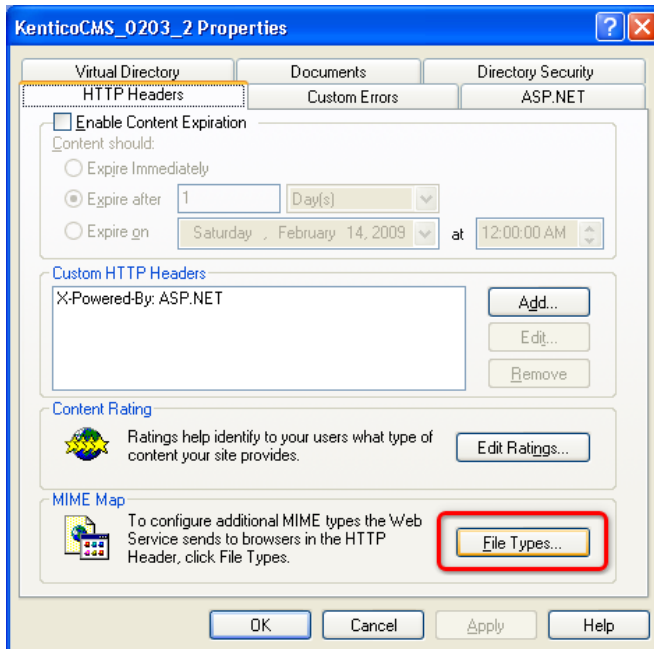 KenticoCMS_0203_2 Properties
Virtual Directory Documents Directory Security
HTTP Headers Custom Errors ASP.NET
Enable Content Expiration
Content should:
Expire Immediately
Expire after 1 Day(s)
Expire on Saturday , February 14, 2009 at 12:00:00 AM
Custom HTTP Headers
X-Powered-By: ASP.NET
Add...
Edit...
Remove
Content Rating
Ratings help identify to your users what type of
content your site provides.
Edit Ratings...
MIME Map
To configure additional MIME types the Web
Service sends to browsers in the HTTP
Header, click File Types.
File Types...
OK Cancel Apply Help